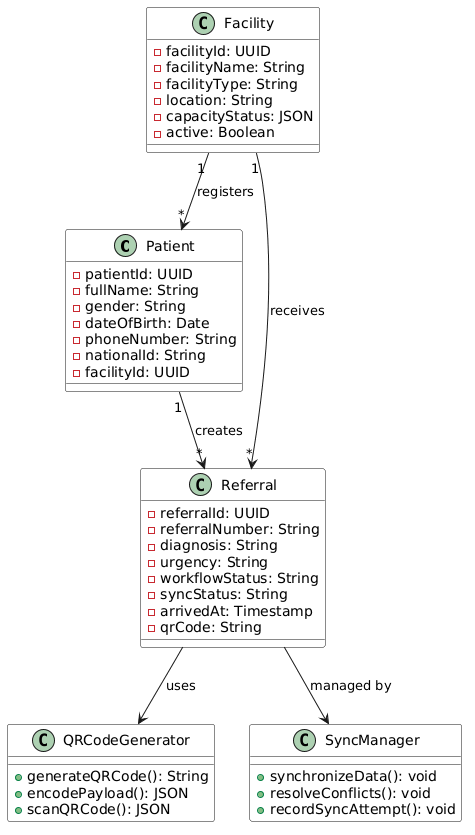 C Facility
facilityId: UUID
facilityName: String
facilityType: String
location: String
capacityStatus: JSON
active: Boolean
1
1
registers
*
C Patient
patientId: UUID
fullName: String
gender: String
dateOfBirth: Date
phoneNumber: String
nationalId: String
facilityId: UUID
receives
1
creates
*
*
C Referral
referralId: UUID
referralNumber: String
diagnosis: String
urgency: String
workflowStatus: String
syncStatus: String
arrivedAt: Timestamp
qrCode: String
uses
managed by
C QRCodeGenerator
generateQRCode(): String
encodePayload(): JSON
scanQRCode(): JSON
C SyncManager
synchronizeData(): void
resolveConflicts(): void
recordSyncAttempt(): void